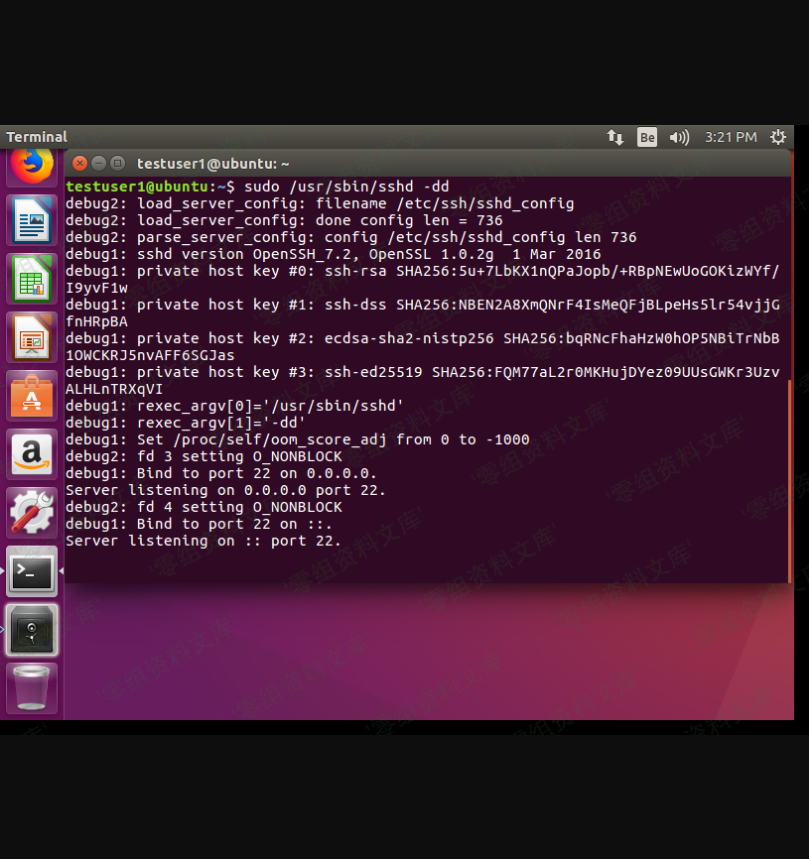 Terminal
Be
3:21 PM
testuser1@ubuntu: ~
testuser1@ubuntu:~$ sudo /usr/sbin/sshd -dd
debug2: load_server_config: filename /etc/ssh/sshd_config
debug2: load_server_config: done config len = 736
debug2: parse_server_config: config /etc/ssh/sshd_config len 736
debug1: sshd version OpenSSH_7.2, OpenSSL 1.0.2g  1 Mar 2016
debug1: private host key #0: ssh-rsa SHA256:5u+7LbKX1nQPaJopb/+RBpNEwUoGOKizWYf/
I9yvF1w
debug1: private host key #1: ssh-dss SHA256:NBEN2A8XmQNrF4IsMeQFjBLpeHs5lr54vjjG
fnHRpBA
debug1: private host key #2: ecdsa-sha2-nistp256 SHA256:bqRNcFhaHzW0hOP5NBiTrNbB
1OWCKRJ5nvAFF6SGJas
debug1: private host key #3: ssh-ed25519 SHA256:FQM77aL2r0MKHujDYez09UUsGWKr3Uzv
ALHLnTRXqVI
debug1: rexec_argv[0]='/usr/sbin/sshd'
debug1: rexec_argv[1]='-dd'
debug1: Set /proc/self/oom_score_adj from 0 to -1000
debug2: fd 3 setting O_NONBLOCK
debug1: Bind to port 22 on 0.0.0.0.
Server listening on 0.0.0.0 port 22.
debug2: fd 4 setting O_NONBLOCK
debug1: Bind to port 22 on ::.
Server listening on :: port 22.
'零组资料文库'